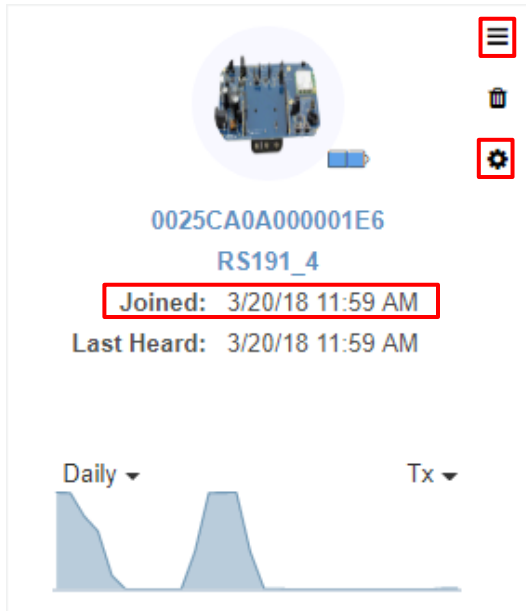 0025CA0A000001E6
RS191_4
Joined: 3/20/18 11:59 AM
Last Heard: 3/20/18 11:59 AM
Daily Tx